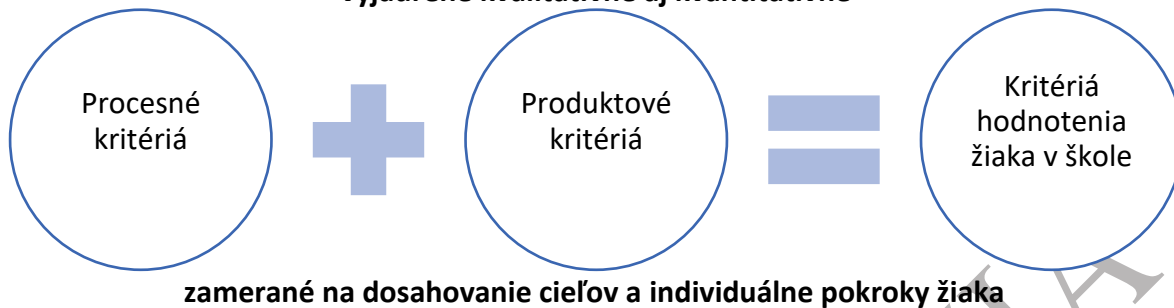 Procesné
kritériá
Produktové
kritériá
Kritériá
hodnotenia
žiaka v škole
zamerané na dosahovanie cieľov a individuálne pokroky žiaka